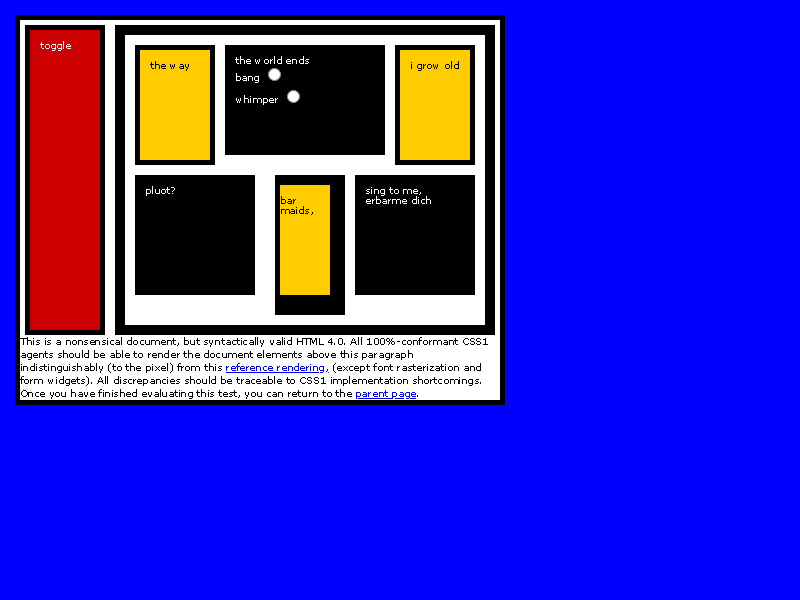 toggle
the way
the world ends
bang
whimper
i grow old
pluot?
bar
maids,
sing to me,
erbarme dich
This is a nonsensical document, but syntactically valid HTML 4.0. All 100%-conformant CSS1
agents should be able to render the document elements above this paragraph
indistinguishably (to the pixel) from this reference rendering, (except font rasterization and
form widgets). All discrepancies should be traceable to CSS1 implementation shortcomings.
Once you have finished evaluating this test, you can return to the parent page.